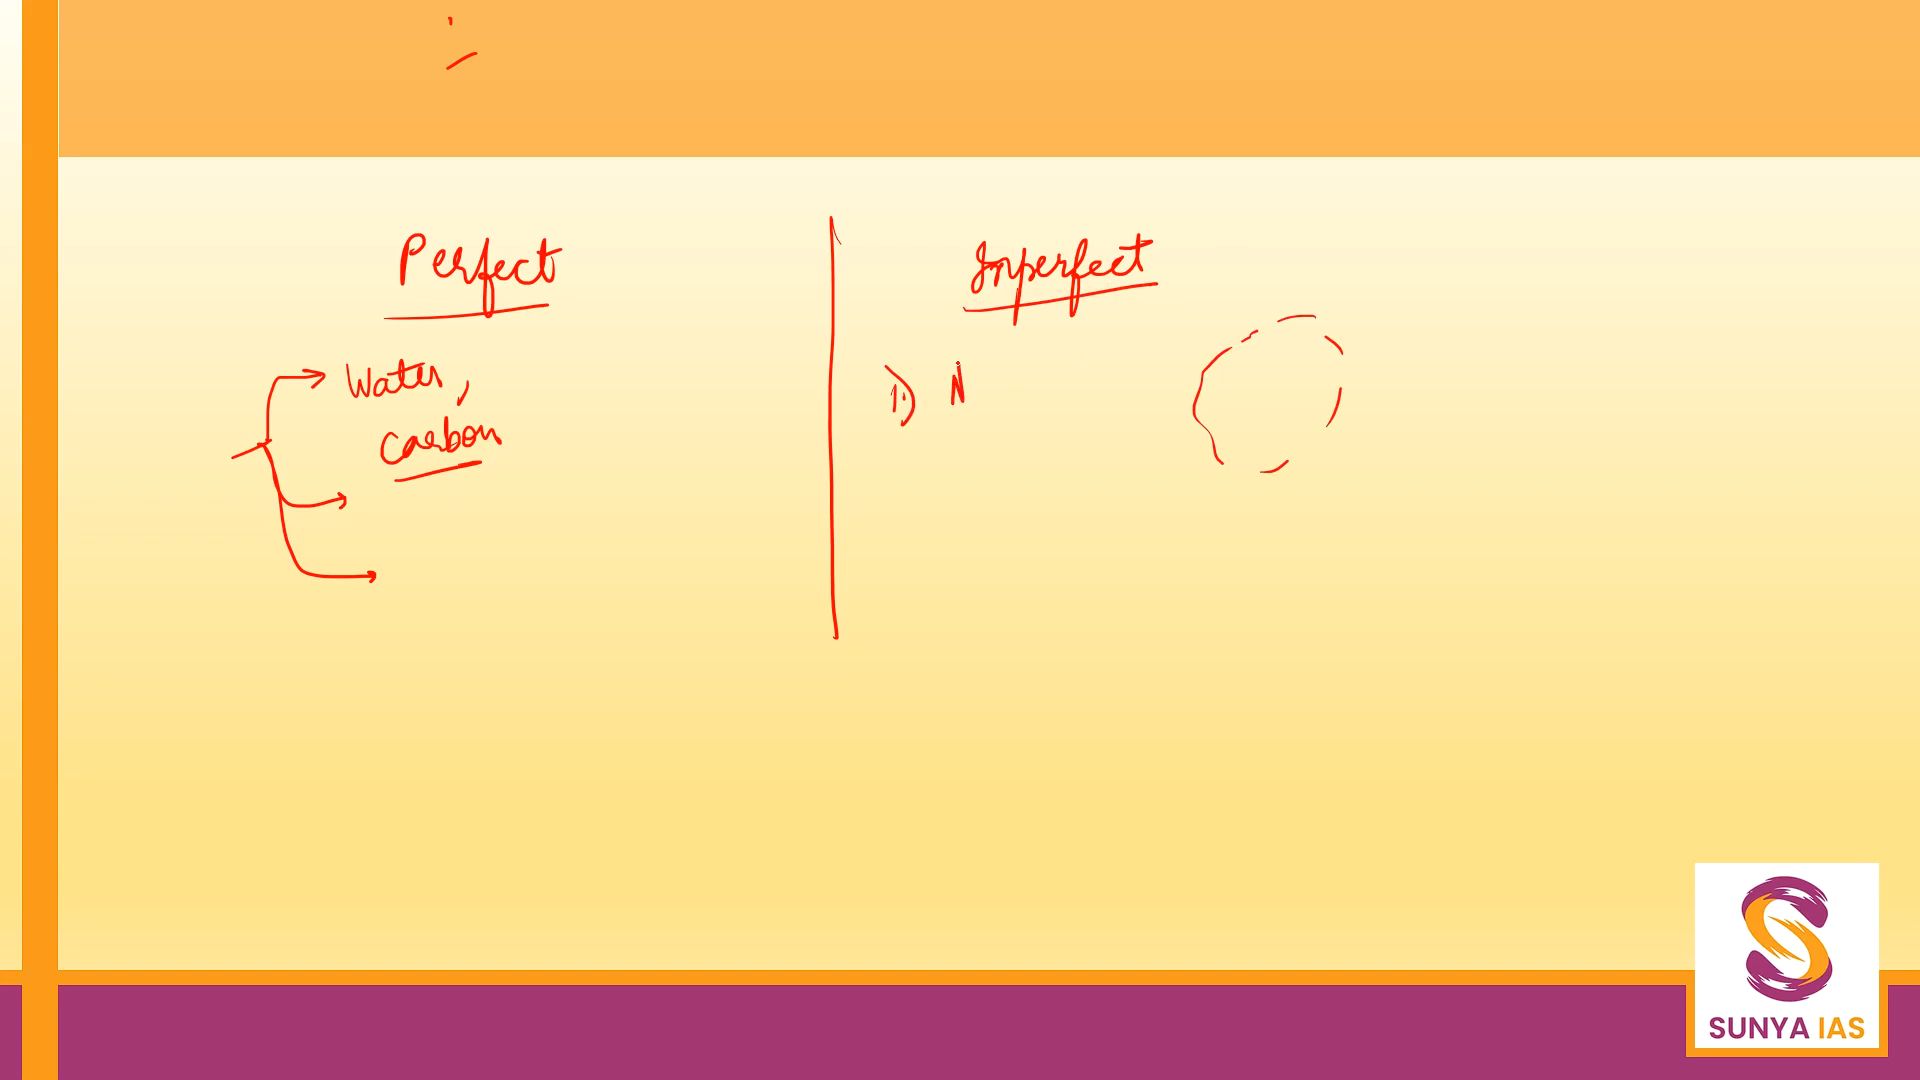 Perfect
Imperfect
Water,
Carbon
1.) N
SUNYA IAS